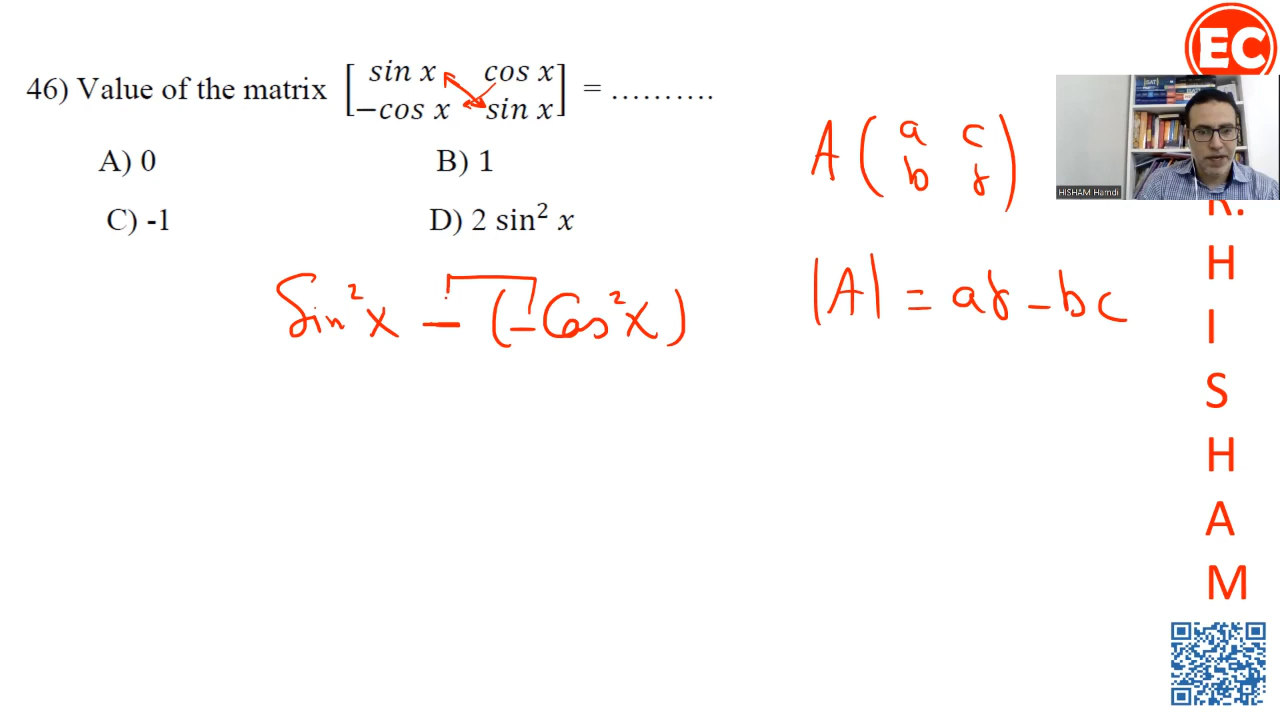 EC
46) Value of the matrix [ sin x cos x
−cos x sin x ] = ……….
A) 0 B) 1
C) -1 D) 2 sin² x
A ( a c
b d )
|A| = ad − bc
Sin²x − (−Cos²x)
HISHAM Hamdi
R.
H
I
S
H
A
M